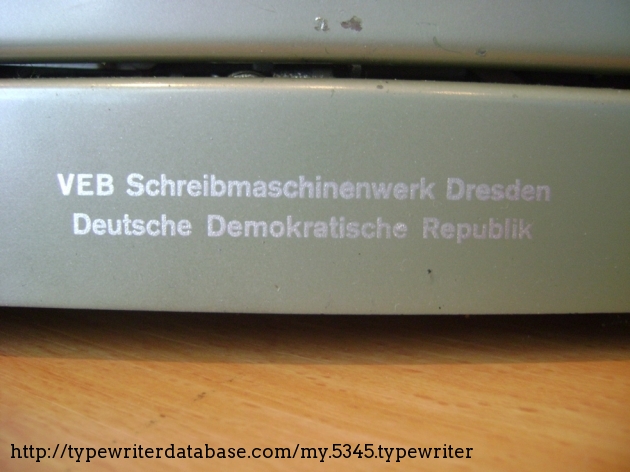 VEB Schreibmaschinenwerk Dresden
Deutsche Demokratische Republik
http://typewriterdatabase.com/my.5345.typewriter